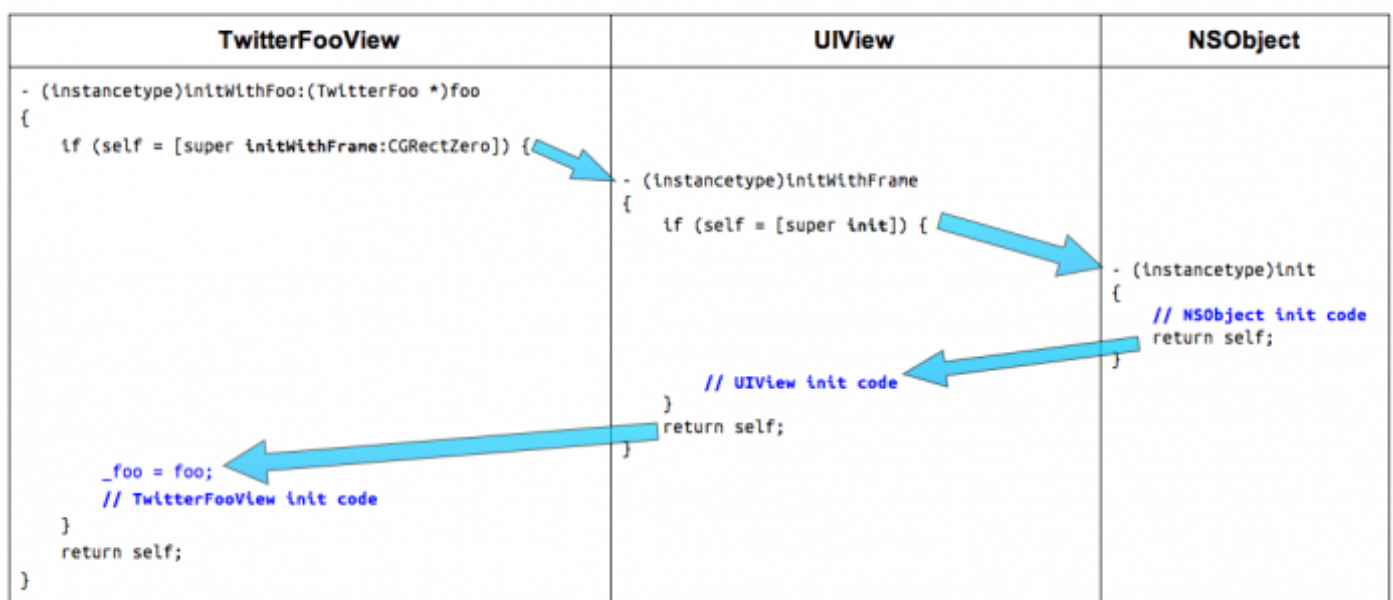 TwitterFooView
UIView
NSObject
- (instancetype)initWithFoo:(TwitterFoo *)foo
{
if (self = [super initWithFrame:CGRectZero]) {
- (instancetype)initWithFrame
{
if (self = [super init]) {
- (instancetype)init
{
// NSObject init code
return self;
}
// UIView init code
}
return self;
}
_foo = foo;
// TwitterFooView init code
}
return self;
}